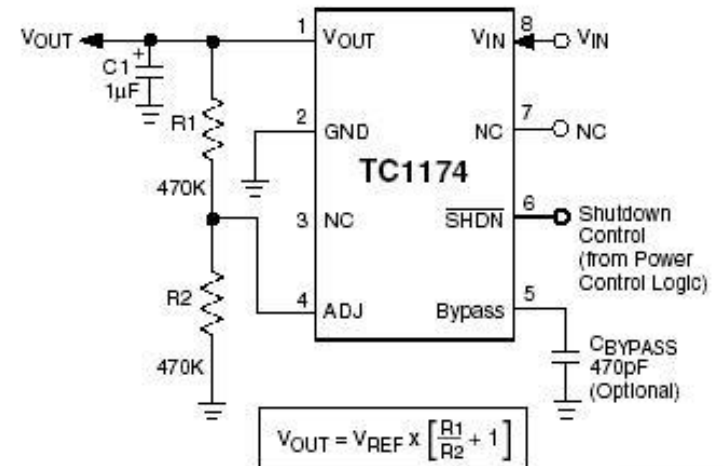 VOUT
C1
+
1µF
R1
470K
R2
470K
1
VOUT
2
GND
3
NC
4
ADJ
TC1174
8
VIN
VIN
7
NC
NC
6
SHDN
Shutdown
Control
(from Power
Control Logic)
5
Bypass
CBYPASS
470pF
(Optional)
VOUT = VREF x [R1/R2 + 1]